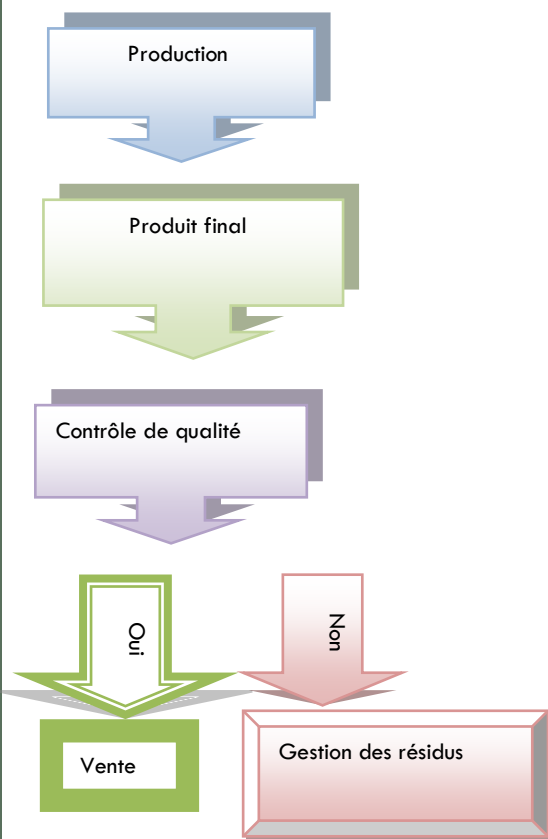 Production
Produit final
Contrôle de qualité
Oui
Non
Vente
Gestion des résidus